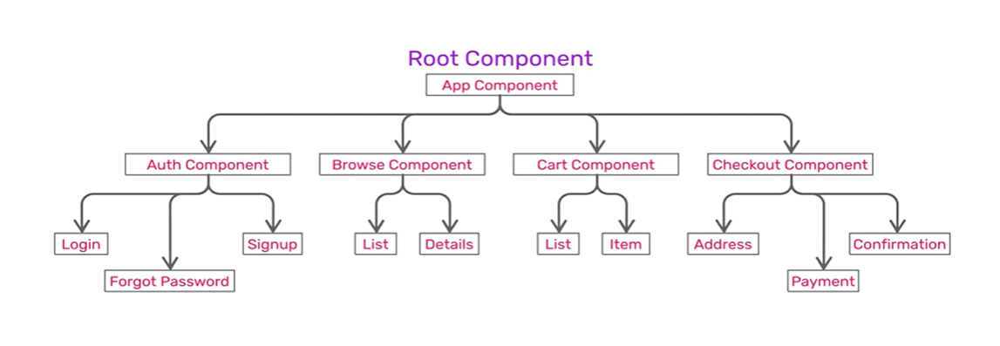 Root Component
App Component
Auth Component
Browse Component
Cart Component
Checkout Component
Login
Signup
List
Details
List
Item
Address
Confirmation
Forgot Password
Payment